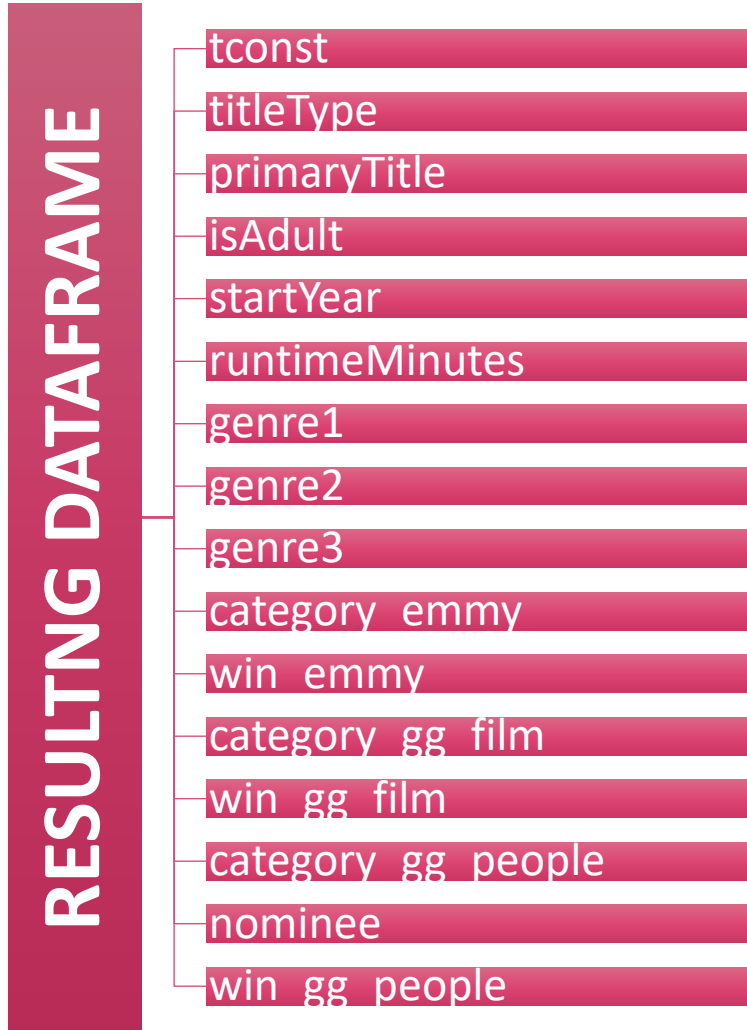 RESULTNG DATAFRAME
tconst
titleType
primaryTitle
isAdult
startYear
runtimeMinutes
genre1
genre2
genre3
category emmy
win emmy
category gg film
win gg film
category gg people
nominee
win gg people